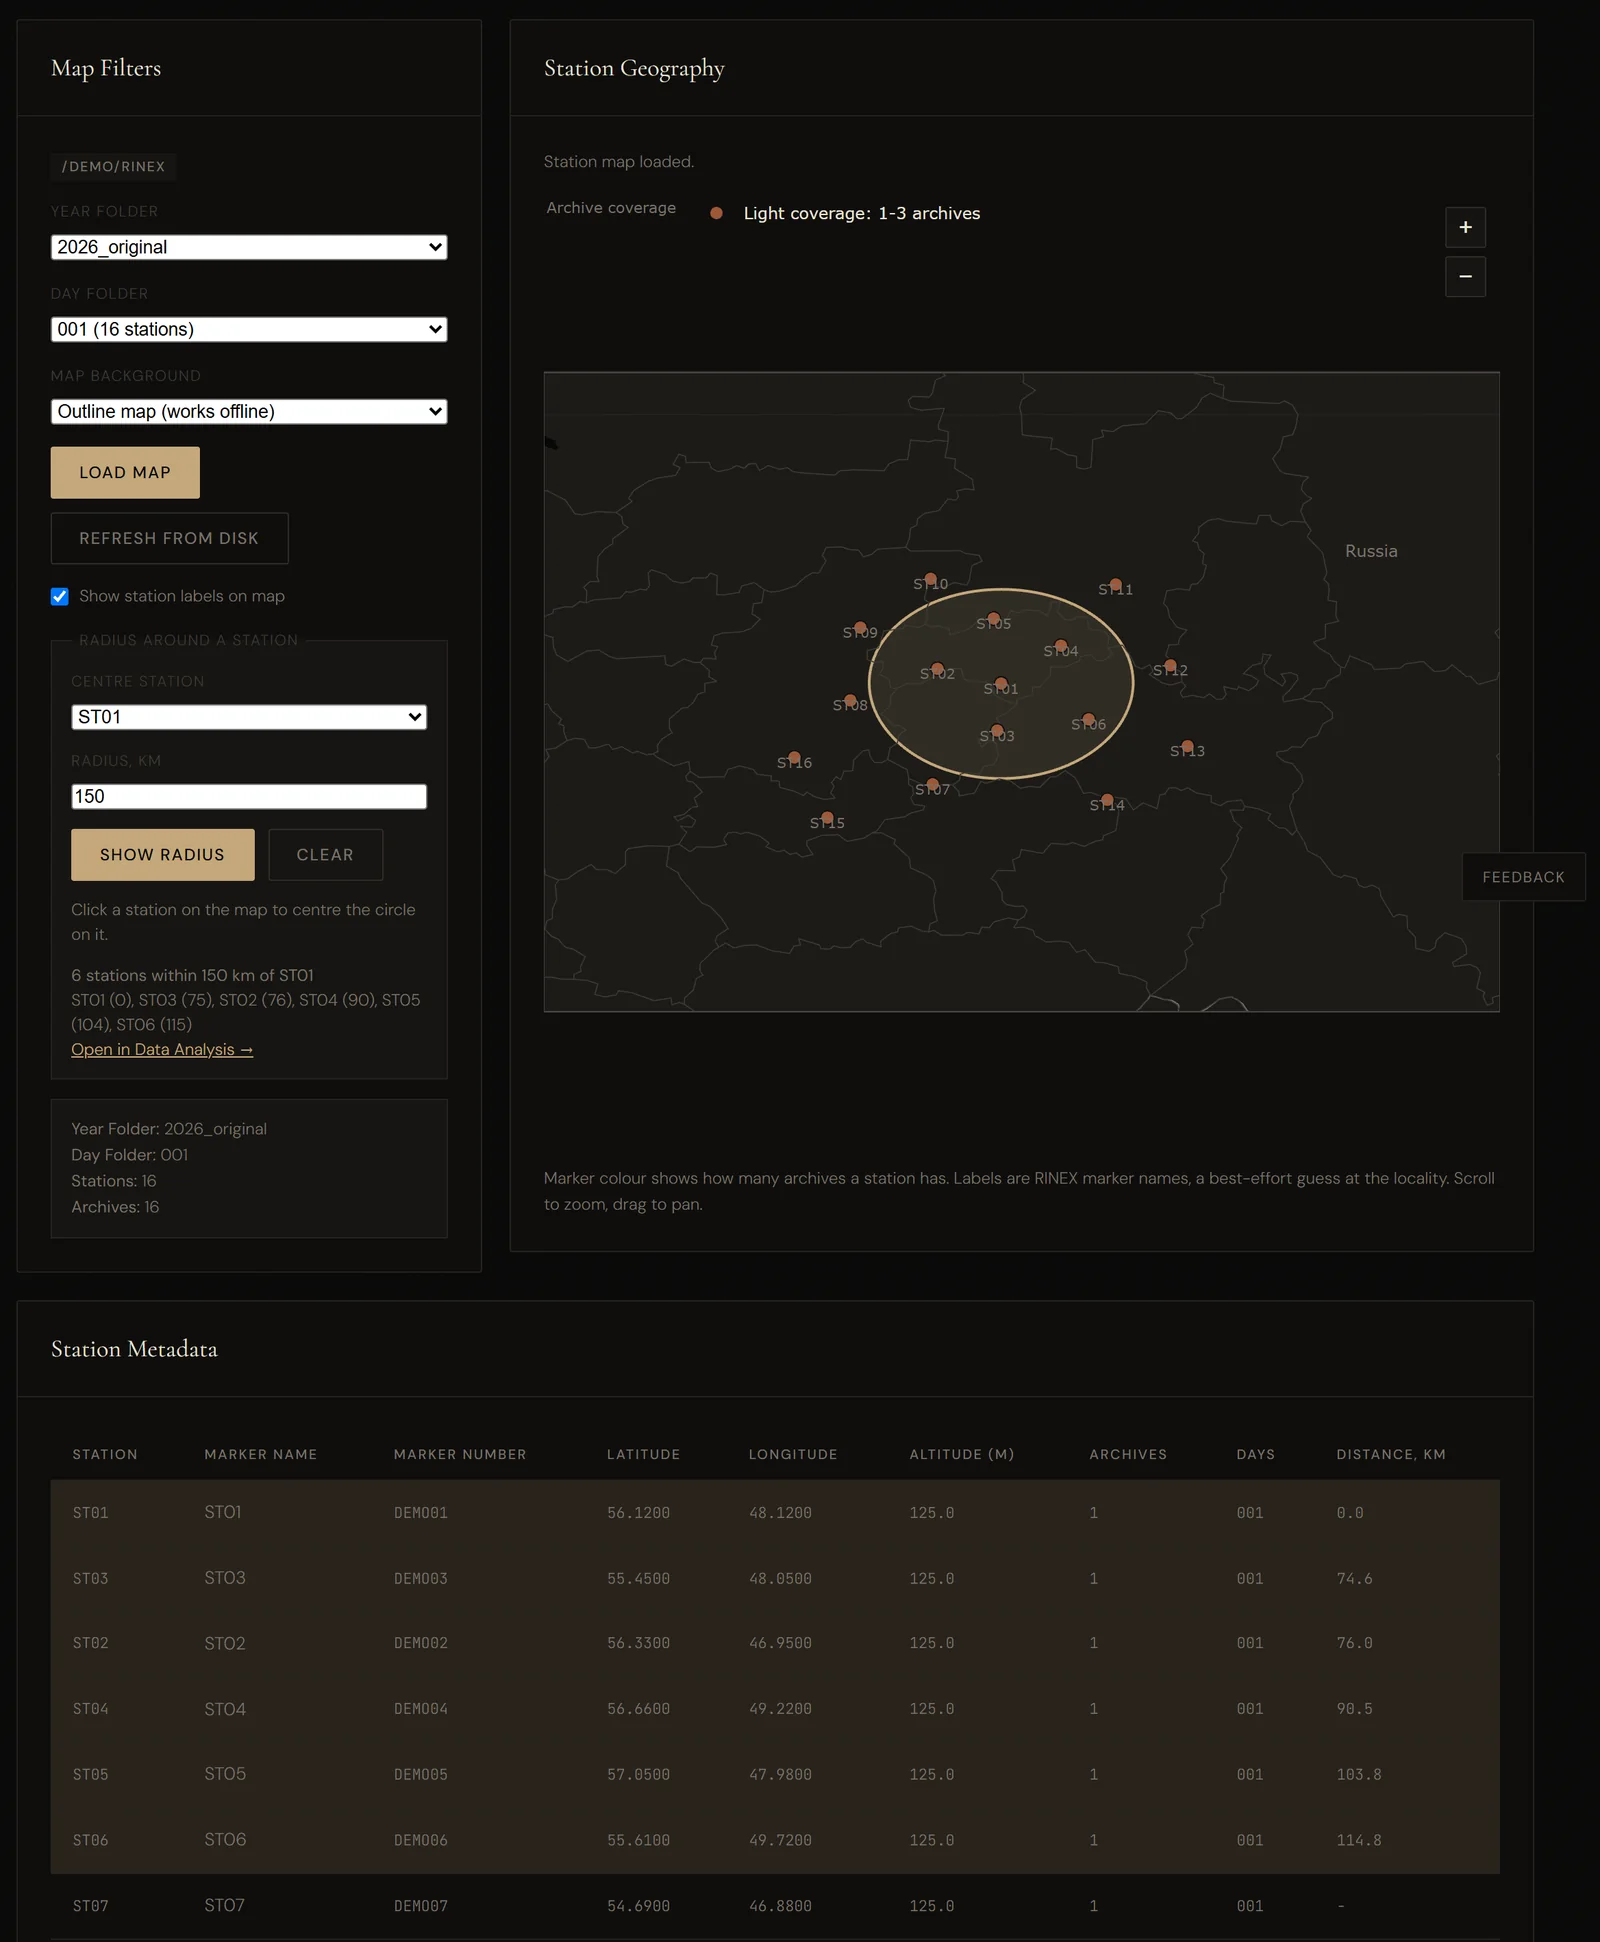 Map Filters
/DEMO/RINEX
YEAR FOLDER
2026_original
DAY FOLDER
001 (16 stations)
MAP BACKGROUND
Outline map (works offline)
LOAD MAP
REFRESH FROM DISK
Show station labels on map
RADIUS AROUND A STATION
CENTRE STATION
ST01
RADIUS, KM
150
SHOW RADIUS CLEAR
Click a station on the map to centre the circle
on it.
6 stations within 150 km of ST01
ST01 (0), ST03 (75), ST02 (76), ST04 (90), ST05
(104), ST06 (115)
Open in Data Analysis →
Year Folder: 2026_original
Day Folder: 001
Stations: 16
Archives: 16
Station Geography
Station map loaded.
Archive coverage
Light coverage: 1-3 archives
+
−
Russia
ST10
ST11
ST05
ST09
ST04
ST12
ST02
ST01
ST08
ST06
ST03
ST13
ST16
ST07
ST14
ST15
FEEDBACK
Marker colour shows how many archives a station has. Labels are RINEX marker names, a best-effort guess at the locality. Scroll
to zoom, drag to pan.
Station Metadata
STATION MARKER NAME MARKER NUMBER LATITUDE LONGITUDE ALTITUDE (M) ARCHIVES DAYS DISTANCE, KM
ST01 ST01 DEMO01 56.1200 48.1200 125.0 1 001 0.0
ST03 ST03 DEMO03 55.4500 48.0500 125.0 1 001 74.6
ST02 ST02 DEMO02 56.3300 46.9500 125.0 1 001 76.0
ST04 ST04 DEMO04 56.6600 49.2200 125.0 1 001 90.5
ST05 ST05 DEMO05 57.0500 47.9800 125.0 1 001 103.8
ST06 ST06 DEMO06 55.6100 49.7200 125.0 1 001 114.8
ST07 ST07 DEMO07 54.6900 46.8800 125.0 1 001 -